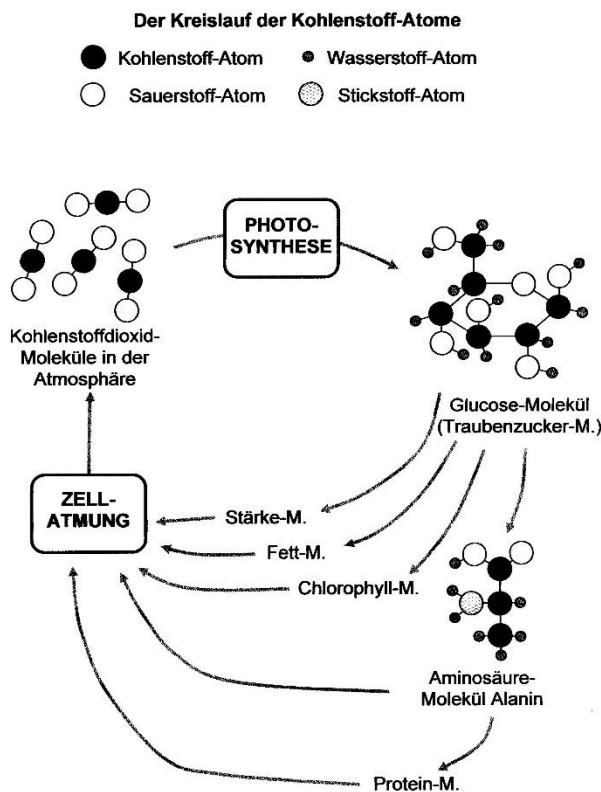 Der Kreislauf der Kohlenstoff-Atome
Kohlenstoff-Atom
Wasserstoff-Atom
Sauerstoff-Atom
Stickstoff-Atom
PHOTO-
SYNTHESE
Kohlenstoffdioxid-
Moleküle in der
Atmosphäre
Glucose-Molekül
(Traubenzucker-M.)
ZELL-
ATMUNG
Stärke-M.
Fett-M.
Chlorophyll-M.
Aminosäure-
Molekül Alanin
Protein-M.